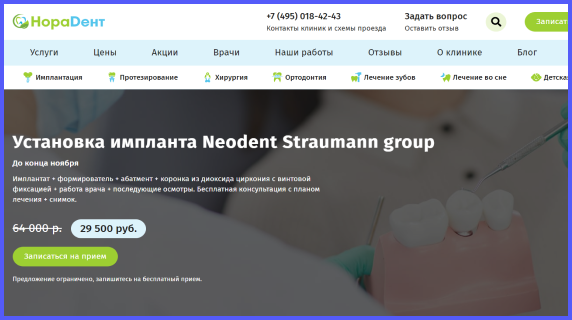 НораDент
+7 (495) 018-42-43
Контакты клиник и схемы проезда
Задать вопрос
Оставить отзыв
Записат
Услуги Цены Акции Врачи Наши работы Отзывы О клинике Блог
Имплантация Протезирование Хирургия Ортодонтия Лечение зубов Лечение во сне Детска
Установка импланта Neodent Straumann group
До конца ноября
Имплантат + формирователь + абатмент + коронка из диоксида циркония с винтовой
фиксацией + работа врача + последующие осмотры. Бесплатная консультация с планом
лечения + снимок.
64 000 р. 29 500 руб.
Записаться на прием
Предложение ограничено, запишитесь на бесплатный прием.